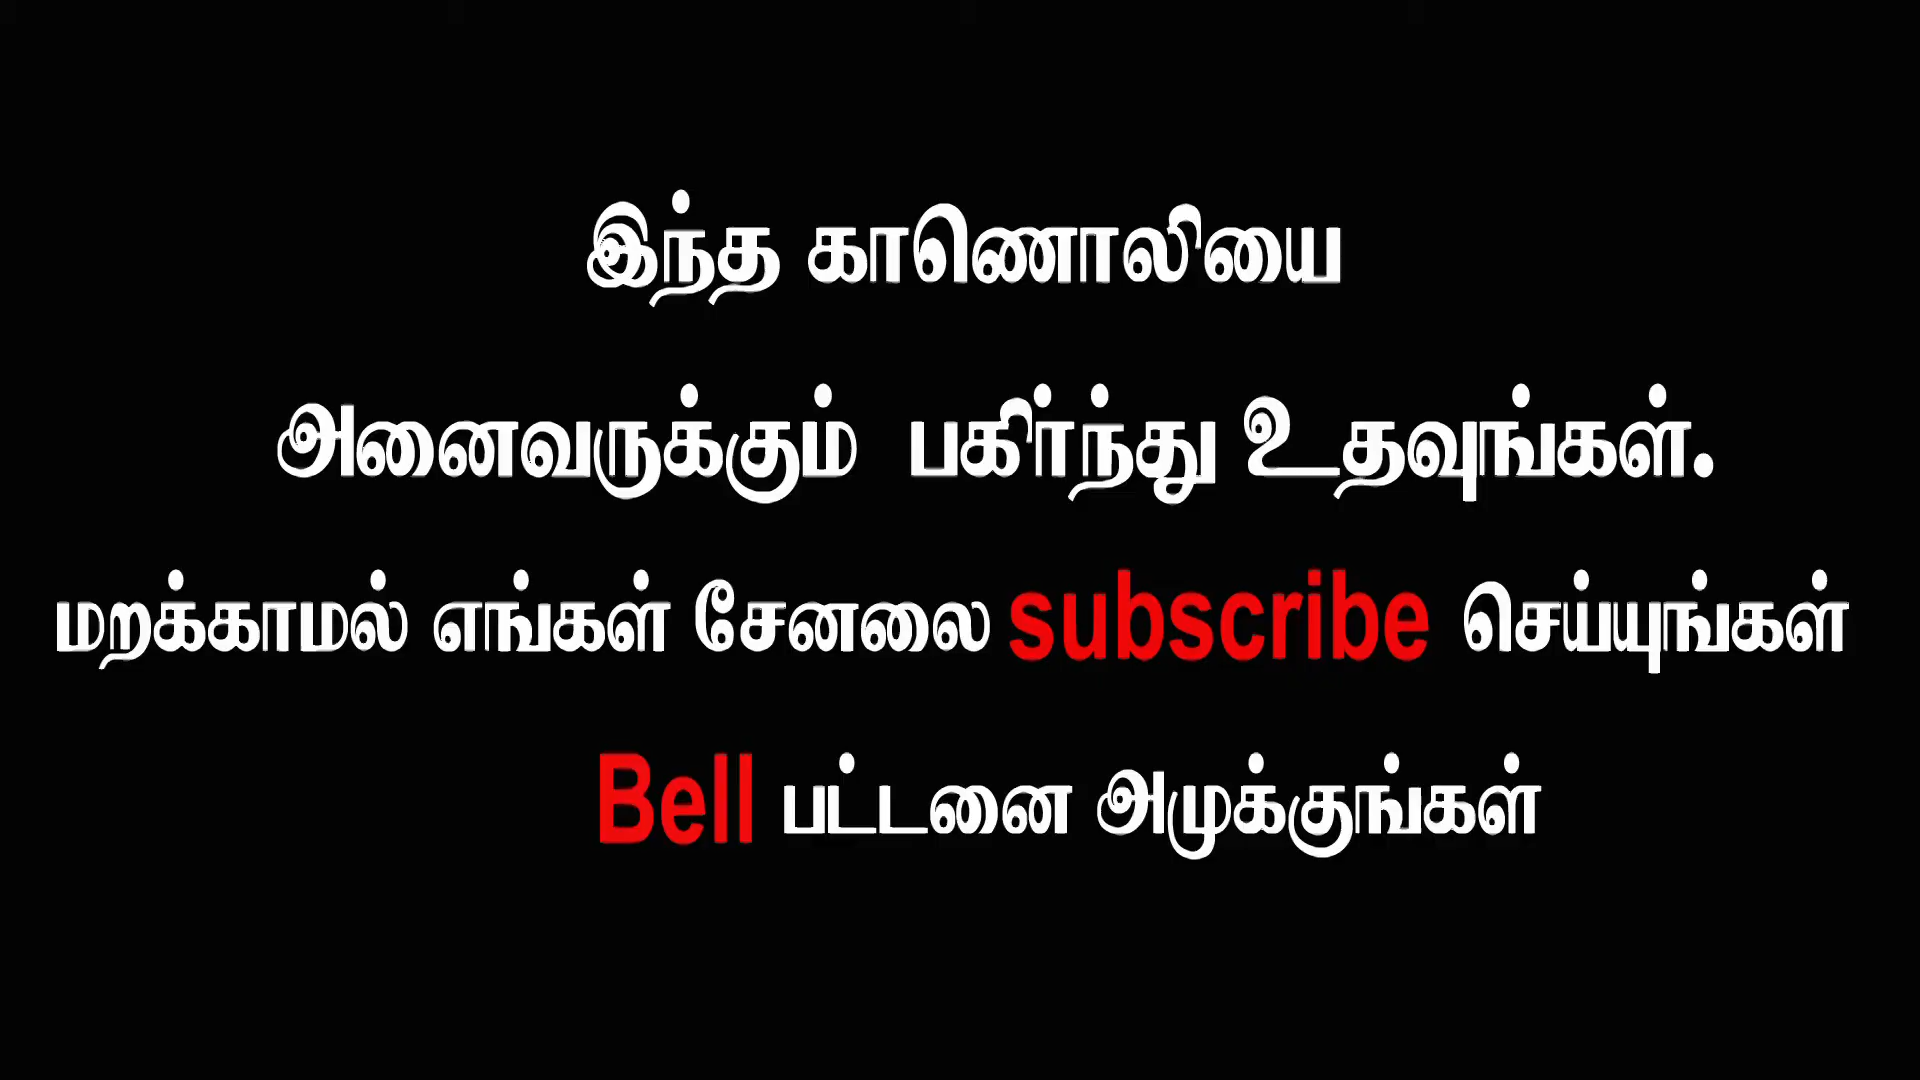 இந்த காணொலியை
அனைவருக்கும் பகிர்ந்து உதவுங்கள்.
மறக்காமல் எங்கள் சேனலை subscribe செய்யுங்கள்
Bell பட்டனை அழுக்குங்கள்